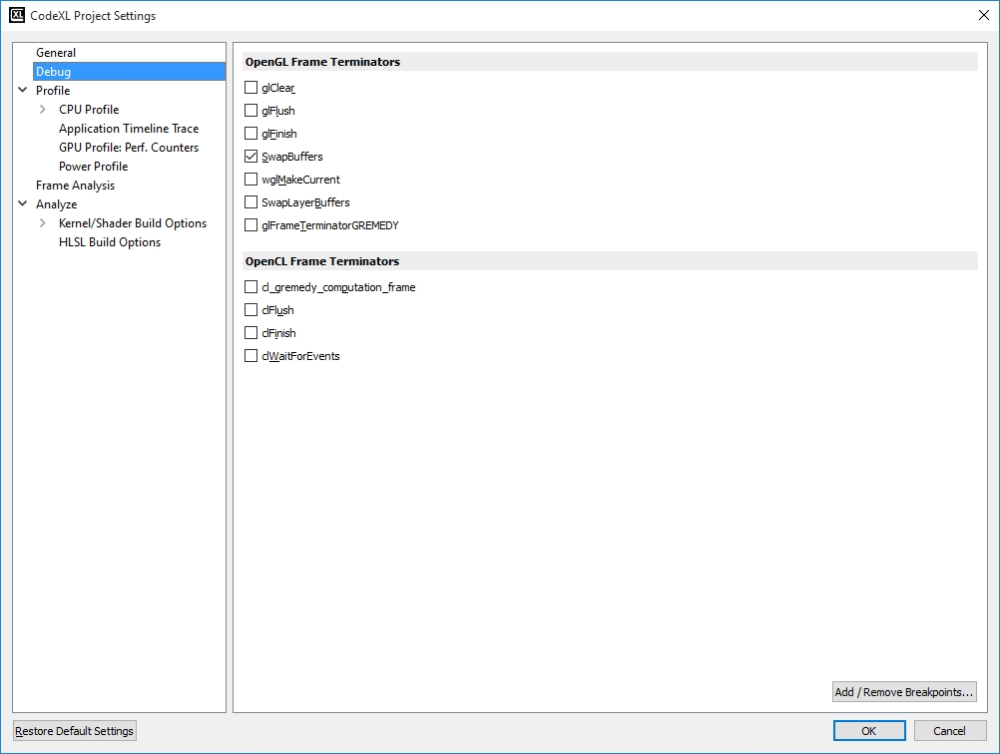 XL CodeXL Project Settings
General
Debug
Profile
CPU Profile
Application Timeline Trace
GPU Profile: Perf. Counters
Power Profile
Frame Analysis
Analyze
Kernel/Shader Build Options
HLSL Build Options
OpenGL Frame Terminators
glClear
glFlush
glFinish
SwapBuffers
wglMakeCurrent
SwapLayerBuffers
glFrameTerminatorGREMEDY
OpenCL Frame Terminators
cl_gremedy_computation_frame
clFlush
clFinish
clWaitForEvents
Add / Remove Breakpoints...
Restore Default Settings
OK
Cancel